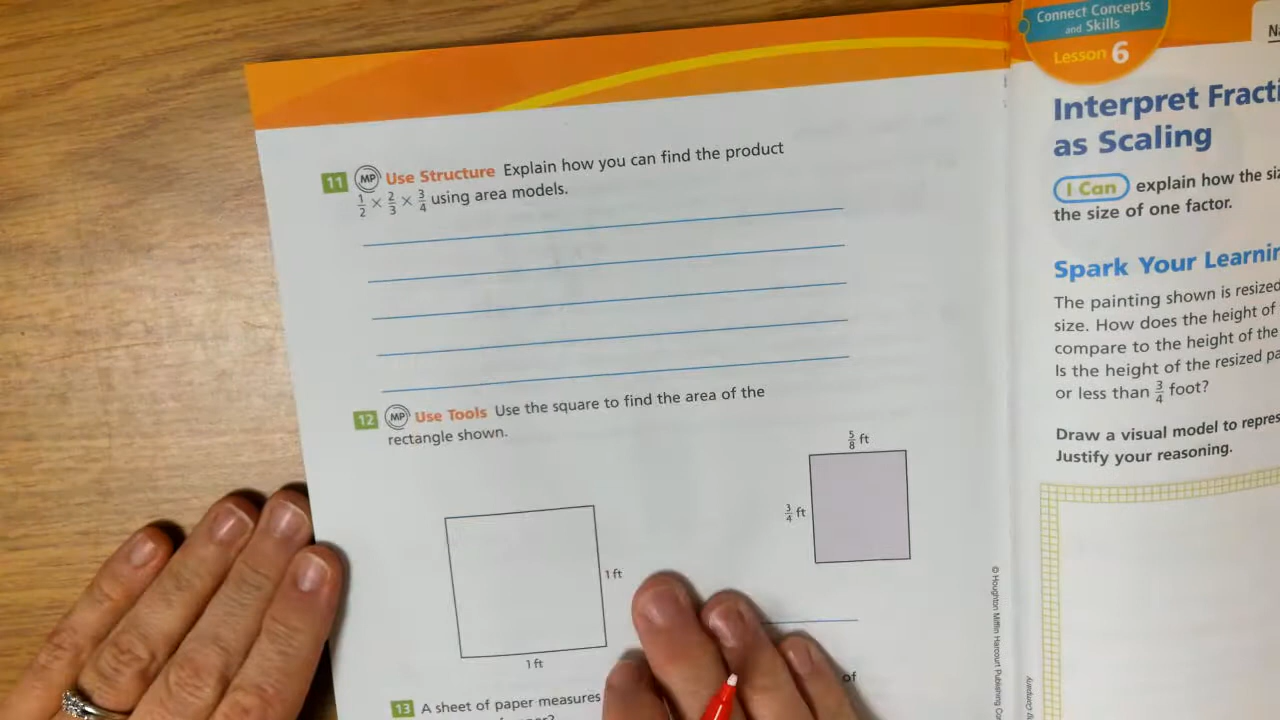 11 MP Use Structure Explain how you can find the product
1/2 × 2/3 × 3/4 using area models.
12 MP Use Tools Use the square to find the area of the
rectangle shown.
5/8 ft
3/4 ft
1 ft
1 ft
of
13 A sheet of paper measures
© Houghton Mifflin Harcourt Publishing
Connect Concepts
and Skills
Lesson 6
Interpret Fracti
as Scaling
I Can explain how the si
the size of one factor.
Spark Your Learnin
The painting shown is resized
size. How does the height of
compare to the height of the
Is the height of the resized pa
or less than 3/4 foot?
Draw a visual model to repres
Justify your reasoning.